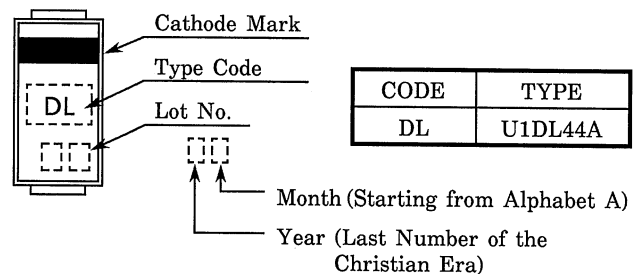 Cathode Mark
Type Code
DL
Lot No.
CODE TYPE
DL U1DL44A
Month (Starting from Alphabet A)
Year (Last Number of the
Christian Era)